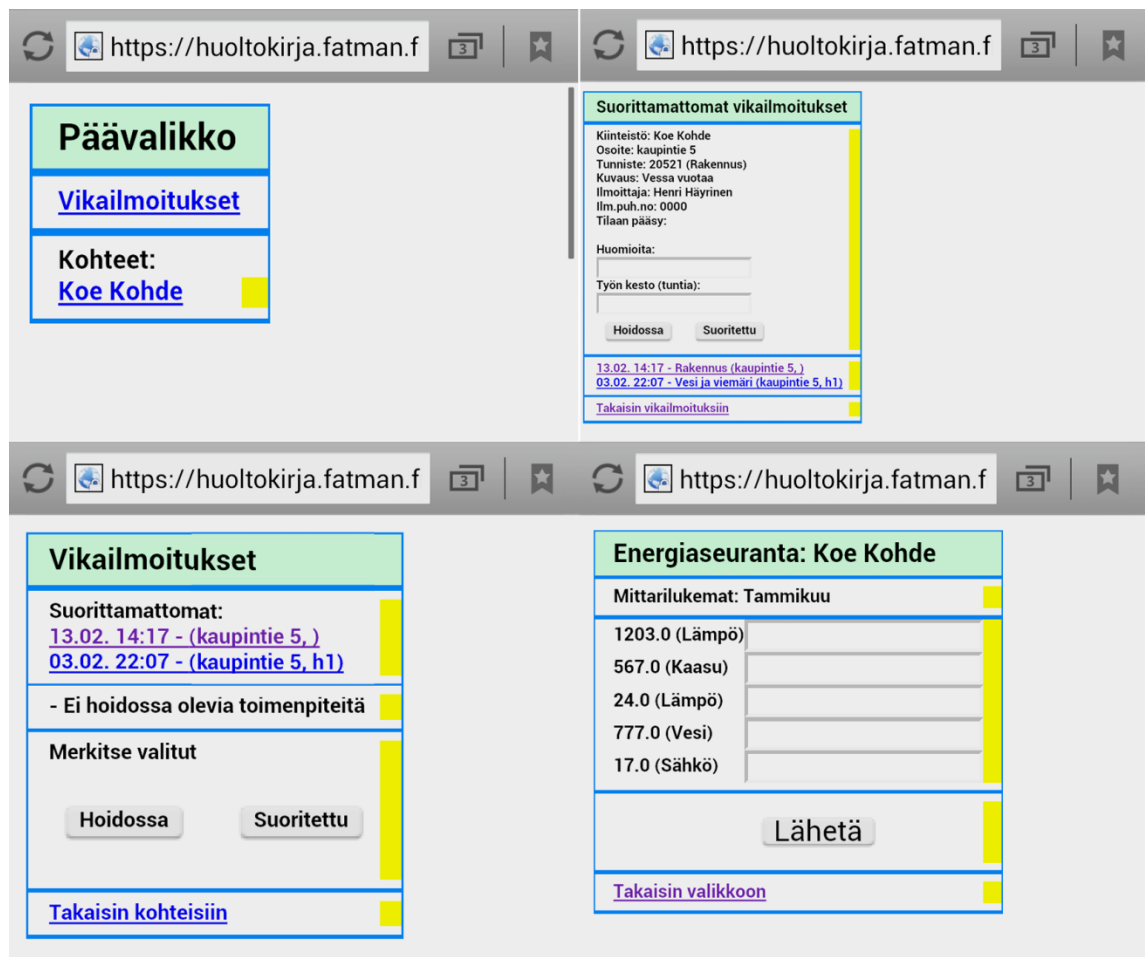 https://huoltokirja.fatman.f
3
Päävalikko
Vikailmoitukset
Kohteet:
Koe Kohde
https://huoltokirja.fatman.f
3
Suorittamattomat vikailmoitukset
Kiinteistö: Koe Kohde
Osoite: kaupintie 5
Tunniste: 20521 (Rakennus)
Kuvaus: Vessa vuotaa
Ilmoittaja: Henri Häyrinen
Ilm.puh.no: 0000
Tilaan pääsy:
Huomioita:
Työn kesto (tuntia):
Hoidossa Suoritettu
13.02. 14:17 - Rakennus (kaupintie 5, )
03.02. 22:07 - Vesi ja viemäri (kaupintie 5, h1)
Takaisin vikailmoituksiin
https://huoltokirja.fatman.f
3
Vikailmoitukset
Suorittamattomat:
13.02. 14:17 - (kaupintie 5, )
03.02. 22:07 - (kaupintie 5, h1)
- Ei hoidossa olevia toimenpiteitä
Merkitse valitut
Hoidossa Suoritettu
Takaisin kohteisiin
https://huoltokirja.fatman.f
3
Energiaseuranta: Koe Kohde
Mittarilukemat: Tammikuu
1203.0 (Lämpö)
567.0 (Kaasu)
24.0 (Lämpö)
777.0 (Vesi)
17.0 (Sähkö)
Lähetä
Takaisin valikkoon